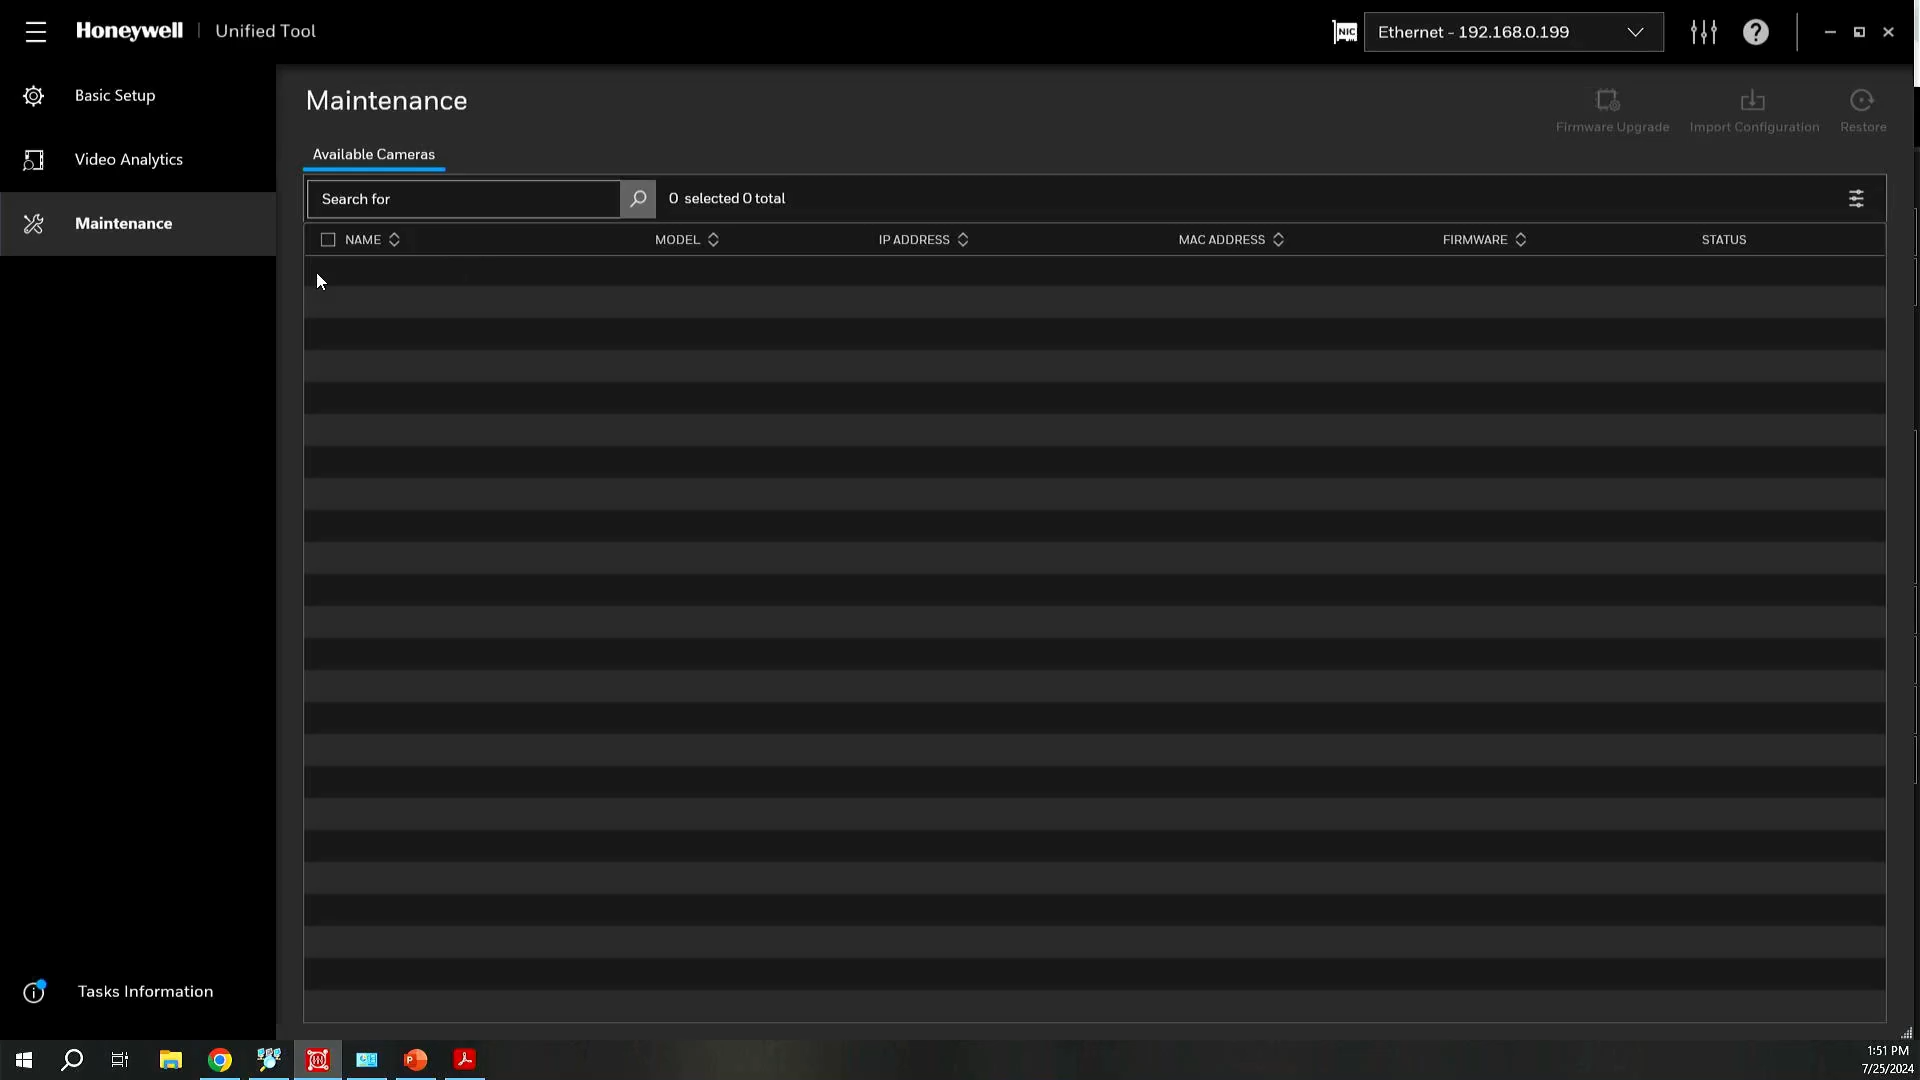 Honeywell | Unified Tool
NIC
Ethernet - 192.168.0.199
Basic Setup
Video Analytics
Maintenance
Maintenance
Firmware Upgrade
Import Configuration
Restore
Available Cameras
Search for
0 selected 0 total
NAME
MODEL
IP ADDRESS
MAC ADDRESS
FIRMWARE
STATUS
Tasks Information
1:51 PM
7/25/2024